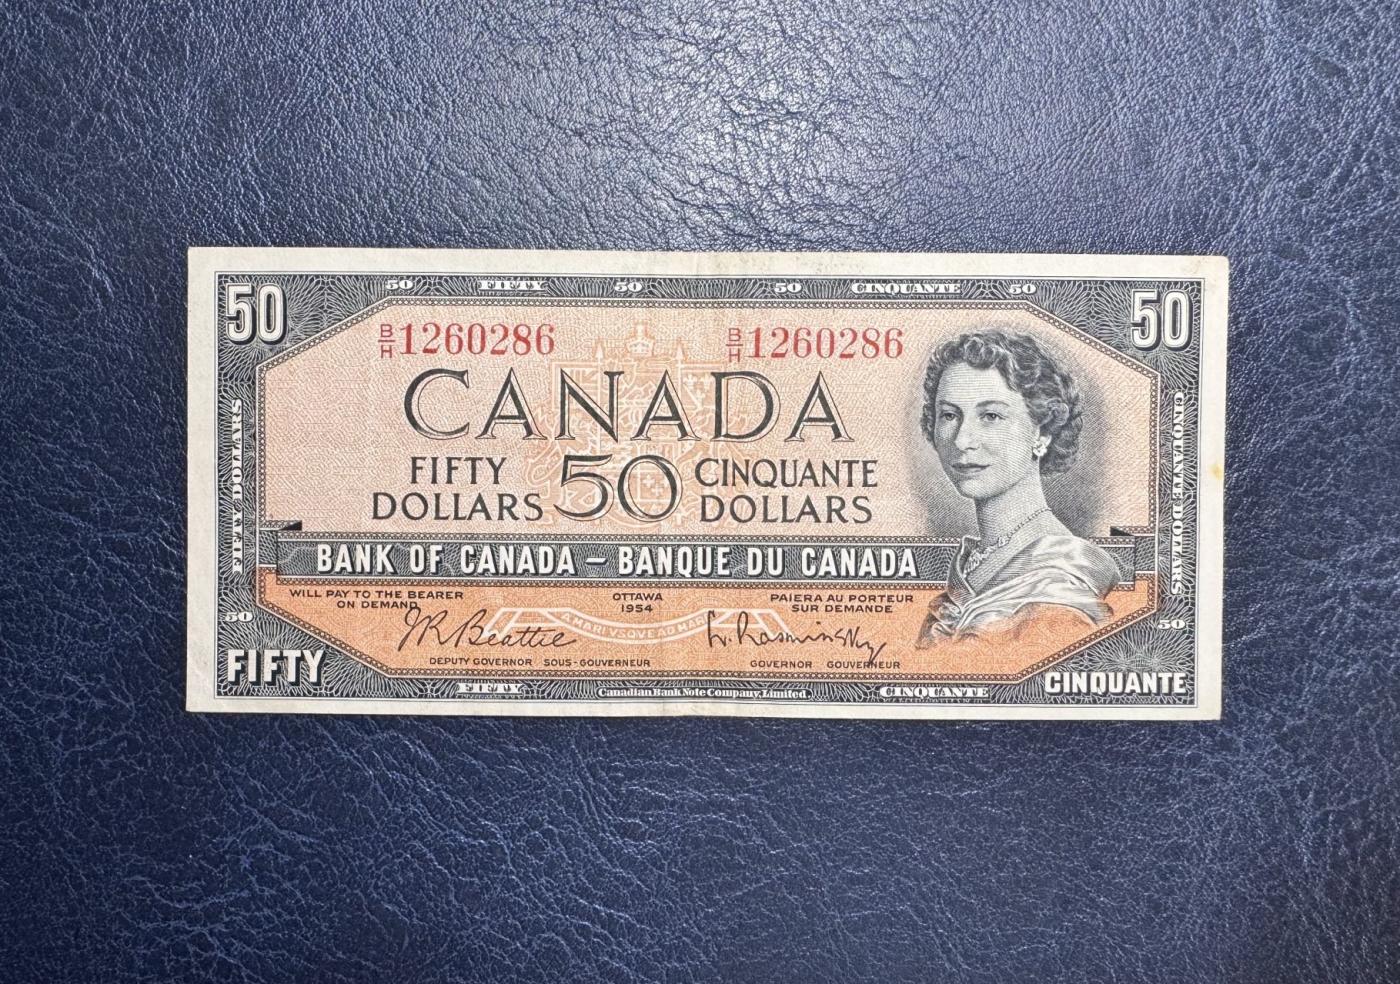 50 FIFTY 50 50 CINQUANTE 50
50 50
B/H 1260286 B/H 1260286
CANADA
FIFTY 50 CINQUANTE
DOLLARS DOLLARS
FIFTY DOLLARS
CINQUANTE DOLLARS
BANK OF CANADA – BANQUE DU CANADA
WILL PAY TO THE BEARER OTTAWA PAIERA AU PORTEUR
ON DEMAND 1954 SUR DEMANDE
A MARI VSQVE AD MARE
50 J.R. Beattie L. Rasminsky 50
DEPUTY GOVERNOR SOUS-GOUVERNEUR GOVERNOR GOUVERNEUR
FIFTY CINQUANTE
FIFTY Canadian Bank Note Company, Limited. CINQUANTE